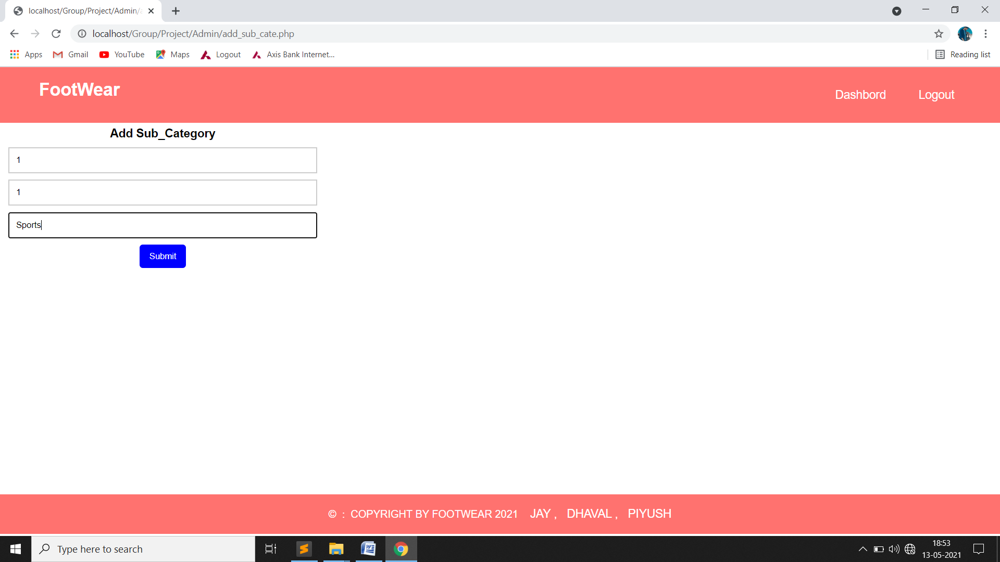 localhost/Group/Project/Admin/
localhost/Group/Project/Admin/add_sub_cate.php
Apps Gmail YouTube Maps Logout Axis Bank Internet... Reading list
FootWear Dashbord Logout
Add Sub_Category
1
1
Sports
Submit
© : COPYRIGHT BY FOOTWEAR 2021 JAY , DHAVAL , PIYUSH
Type here to search
18:53
13-05-2021